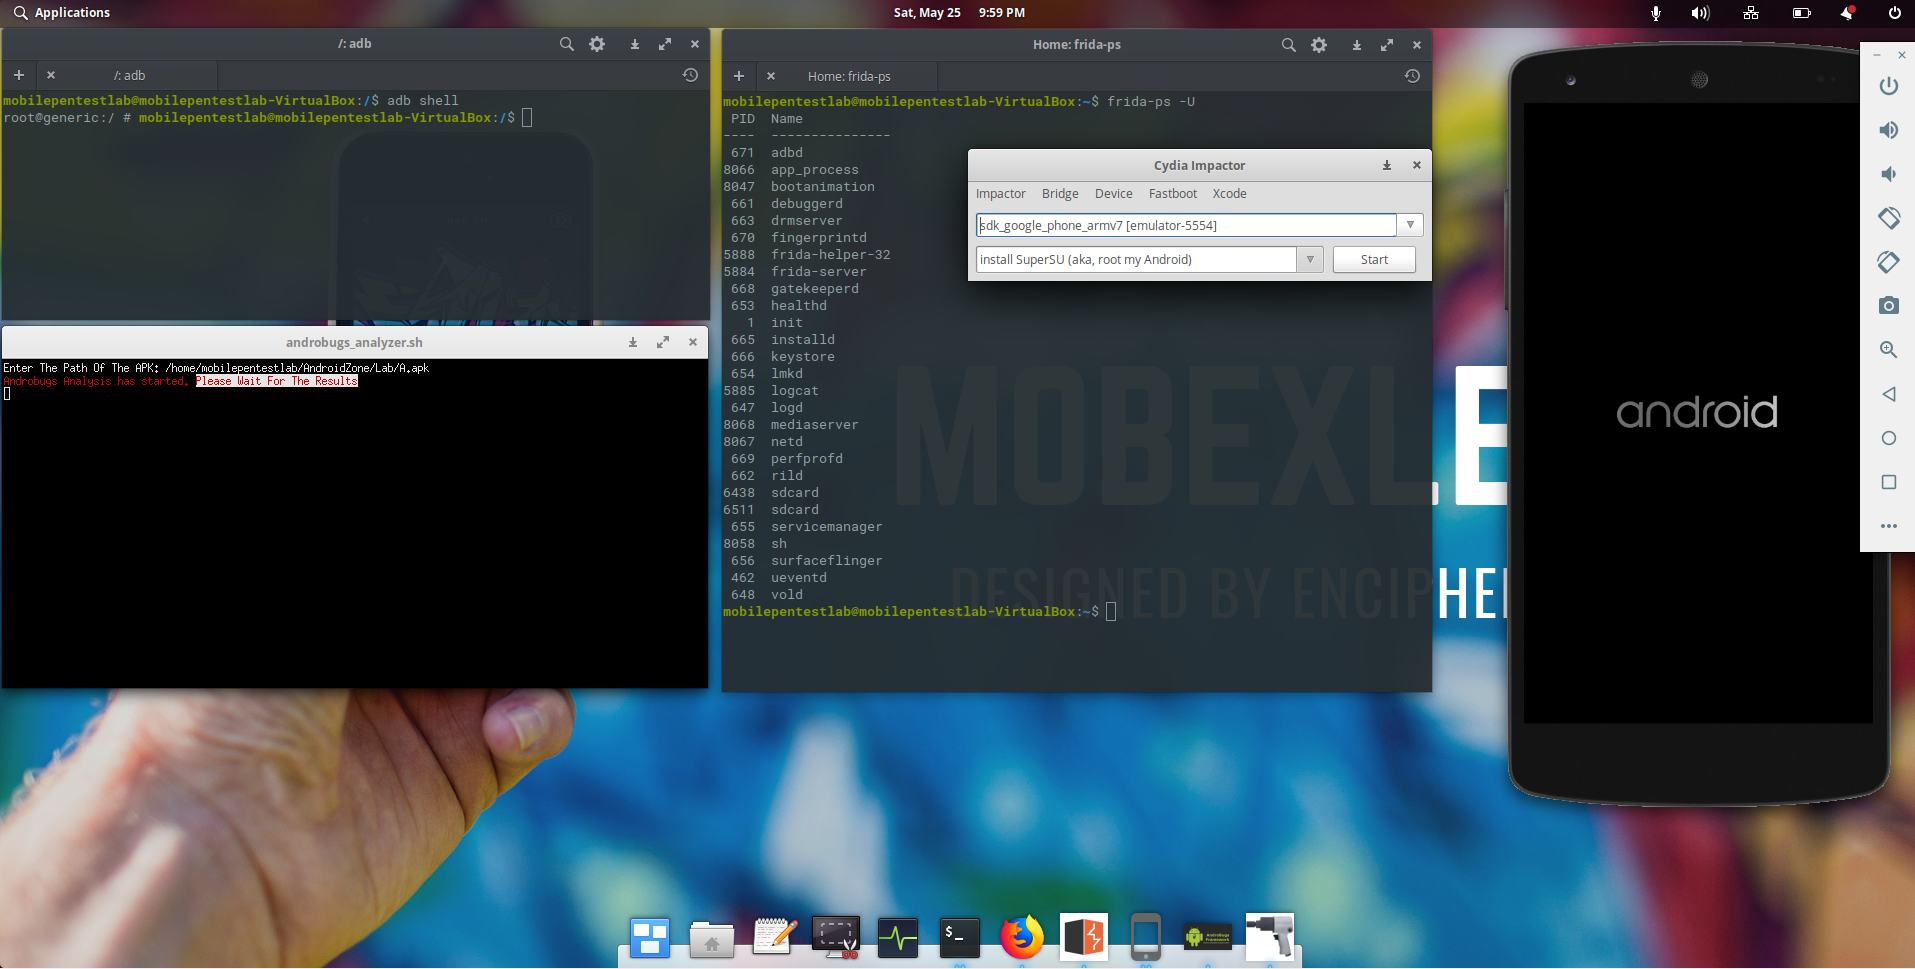 Applications
Sat, May 25 9:59 PM
/: adb
/: adb
mobilepentestlab@mobilepentestlab-VirtualBox:/$ adb shell
root@generic:/ # mobilepentestlab@mobilepentestlab-VirtualBox:/$
androbugs_analyzer.sh
Enter The Path Of The APK: /home/mobilepentestlab/AndroidZone/Lab/A.apk
Androbugs Analysis has started. Please Wait For The Results
Home: frida-ps
Home: frida-ps
mobilepentestlab@mobilepentestlab-VirtualBox:~$ frida-ps -U
PID Name
---- ---------------
671 adbd
8066 app_process
8047 bootanimation
661 debuggerd
663 drmserver
670 fingerprintd
5888 frida-helper-32
5884 frida-server
668 gatekeeperd
653 healthd
1 init
665 installd
666 keystore
654 lmkd
5885 logcat
647 logd
8068 mediaserver
8067 netd
669 perfprofd
662 rild
6438 sdcard
6511 sdcard
655 servicemanager
8058 sh
656 surfaceflinger
462 ueventd
648 vold
mobilepentestlab@mobilepentestlab-VirtualBox:~$
Cydia Impactor
Impactor Bridge Device Fastboot Xcode
sdk_google_phone_armv7 [emulator-5554]
install SuperSU (aka, root my Android)
Start
MOBEXLE
DESIGNED BY ENCIPHE
android
$ _
AndroBugs
Framework